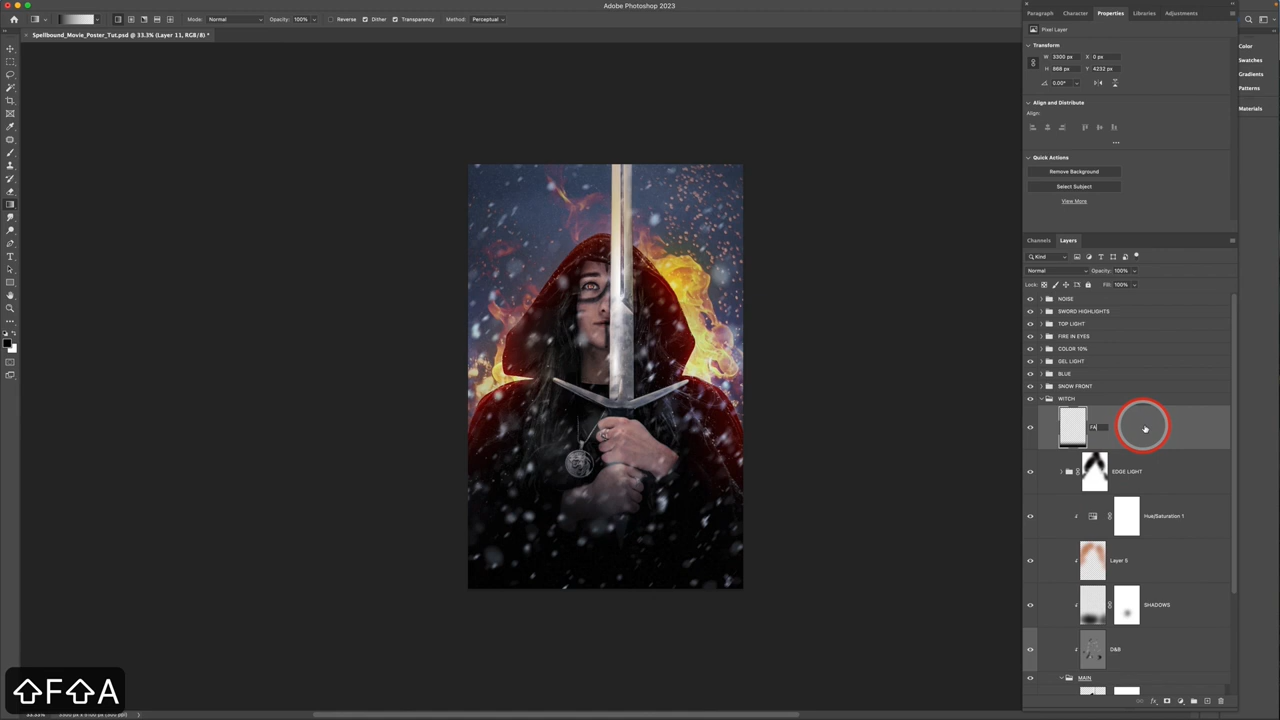 Adobe Photoshop 2023
Mode: Normal Opacity: 100% Reverse Dither Transparency Method: Perceptual
Spellbound_Movie_Poster_Tut.psd @ 33.3% (Layer 11, RGB/8) *
Paragraph Character Properties Libraries Adjustments
Pixel Layer
Transform
W 3300 px X 0 px
H 868 px Y 4232 px
0.00°
Align and Distribute
Align:
Quick Actions
Remove Background
Select Subject
View More
Color
Swatches
Gradients
Patterns
Materials
Channels Layers
Kind
Normal Opacity: 100%
Lock: Fill: 100%
NOISE
SWORD HIGHLIGHTS
TOP LIGHT
FIRE IN EYES
COLOR 10%
GEL LIGHT
BLUE
SNOW FRONT
WITCH
FA
EDGE LIGHT
Hue/Saturation 1
Layer 5
SHADOWS
D&B
MAIN
⇧F⇧A